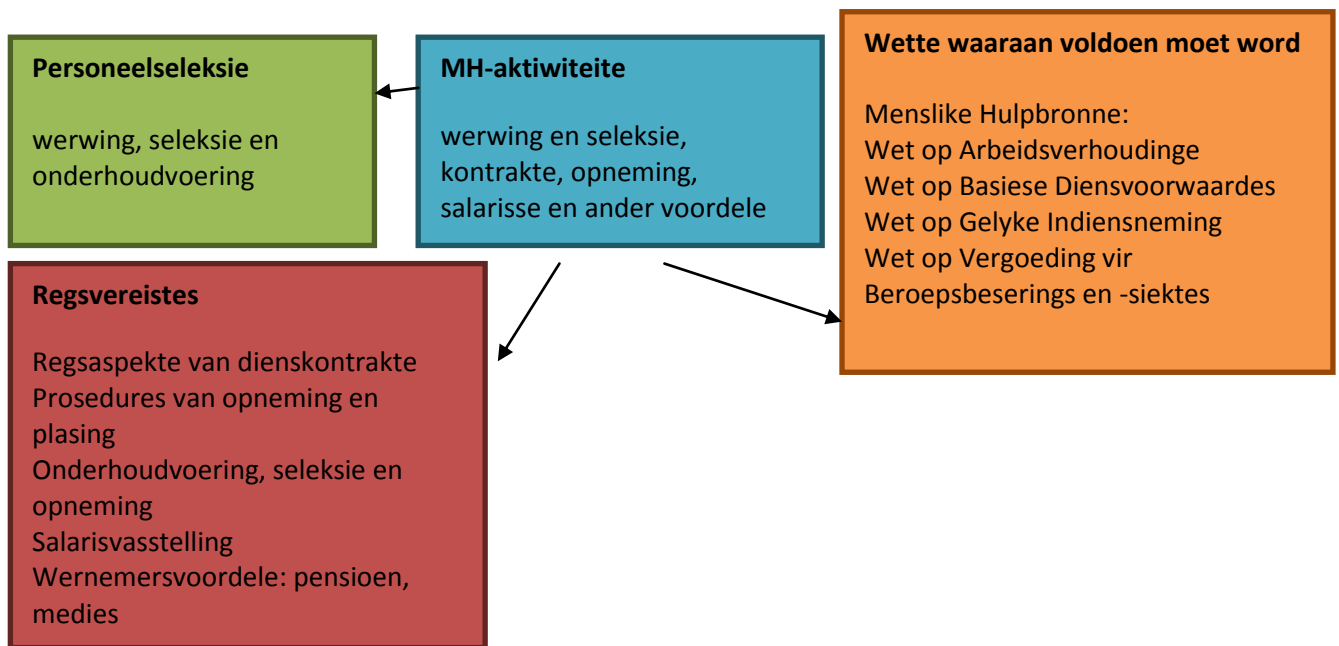 Personeelseleksie
werwing, seleksie en
onderhoudvoering
MH-aktiwiteite
werwing en seleksie,
kontrakte, opneming,
salarisse en ander voordele
Wette waaraan voldoen moet word
Menslike Hulpbronne:
Wet op Arbeidsverhoudinge
Wet op Basiese Diensvoorwaardes
Wet op Gelyke Indiensneming
Wet op Vergoeding vir
Beroepsbeserings en -siektes
Regsvereistes
Regsaspekte van dienskontrakte
Prosedures van opneming en
plasing
Onderhoudvoering, seleksie en
opneming
Salarisvasstelling
Wernemersvoordele: pensioen,
medies